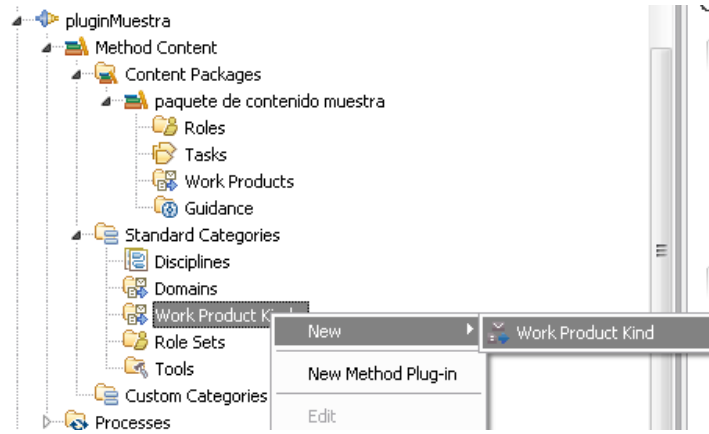 pluginMuestra
Method Content
Content Packages
paquete de contenido muestra
Roles
Tasks
Work Products
Guidance
Standard Categories
Disciplines
Domains
Work Product
New
Work Product Kind
Role Sets
Tools
New Method Plug-in
Custom Categories
Edit
Processes